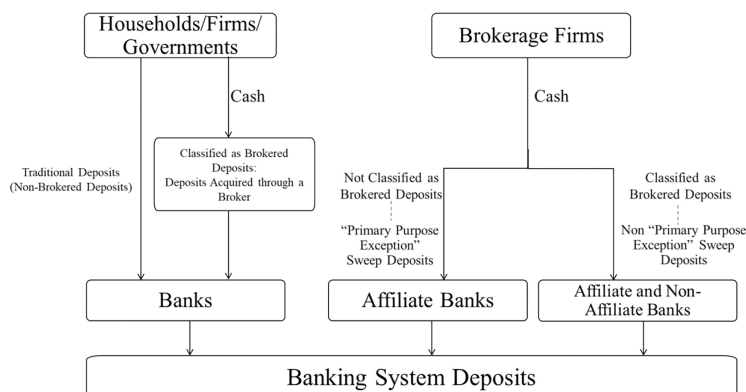 Households/Firms/
Governments
Brokerage Firms
Cash
Cash
Classified as Brokered
Deposits:
Deposits Acquired through a
Broker
Traditional Deposits
(Non-Brokered Deposits)
Not Classified as
Brokered Deposits
“Primary Purpose
Exception”
Sweep Deposits
Classified as
Brokered Deposits
Non “Primary Purpose
Exception” Sweep
Deposits
Banks
Affiliate Banks
Affiliate and Non-
Affiliate Banks
Banking System Deposits